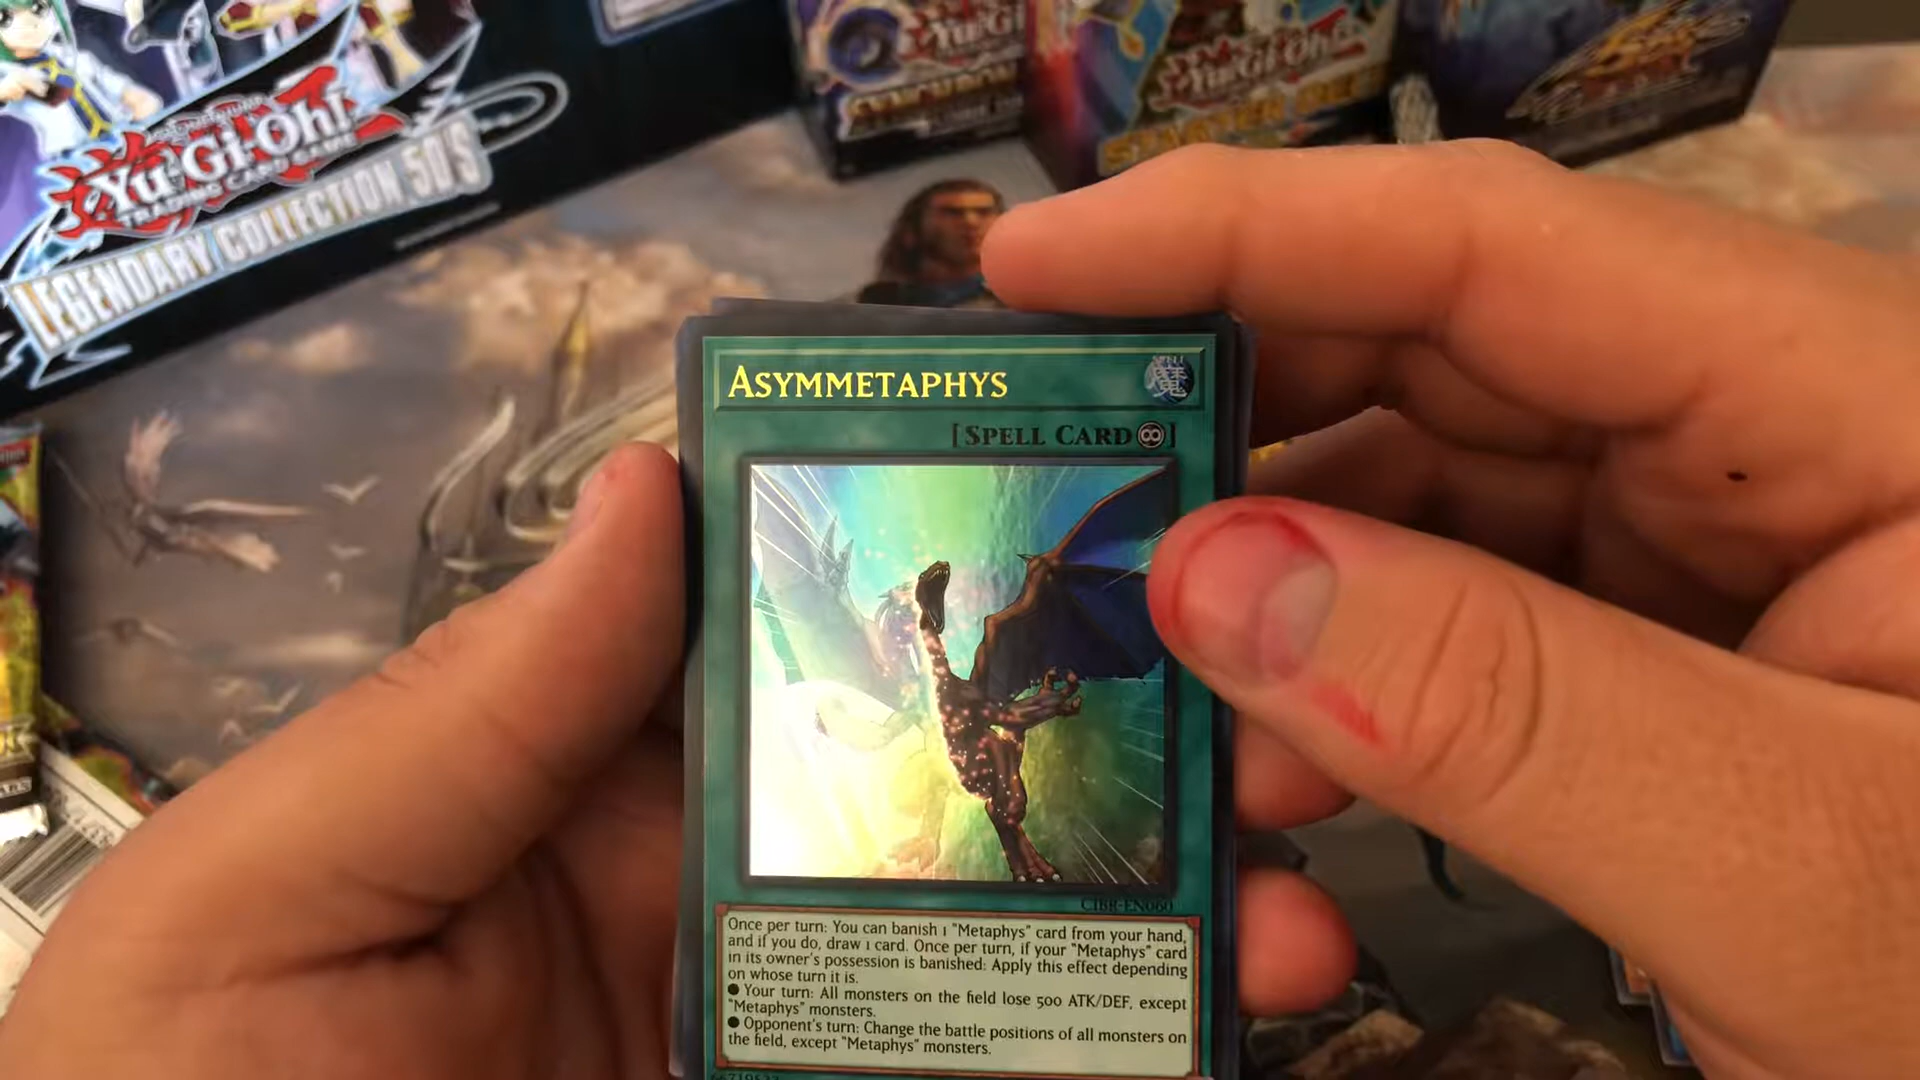 Yu-Gi-Oh!
TRADING CARD GAME
LEGENDARY COLLECTION 5D'S
Yu-Gi-Oh!
STARTER
ASYMMETAPHYS
SPELL
魔
[SPELL CARD]
CIBR-EN060
Once per turn: You can banish 1 "Metaphys" card from your hand,
and if you do, draw 1 card. Once per turn, if your "Metaphys" card
in its owner's possession is banished: Apply this effect depending
on whose turn it is.
● Your turn: All monsters on the field lose 500 ATK/DEF, except
"Metaphys" monsters.
● Opponent's turn: Change the battle positions of all monsters on
the field, except "Metaphys" monsters.